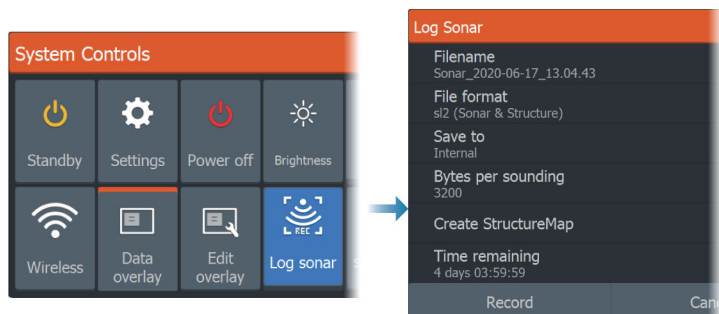 System Controls
Standby
Settings
Power off
Brightness
Wireless
Data
overlay
Edit
overlay
REC
Log sonar
Log Sonar
Filename
Sonar_2020-06-17_13.04.43
File format
sl2 (Sonar & Structure)
Save to
Internal
Bytes per sounding
3200
Create StructureMap
Time remaining
4 days 03:59:59
Record
Can